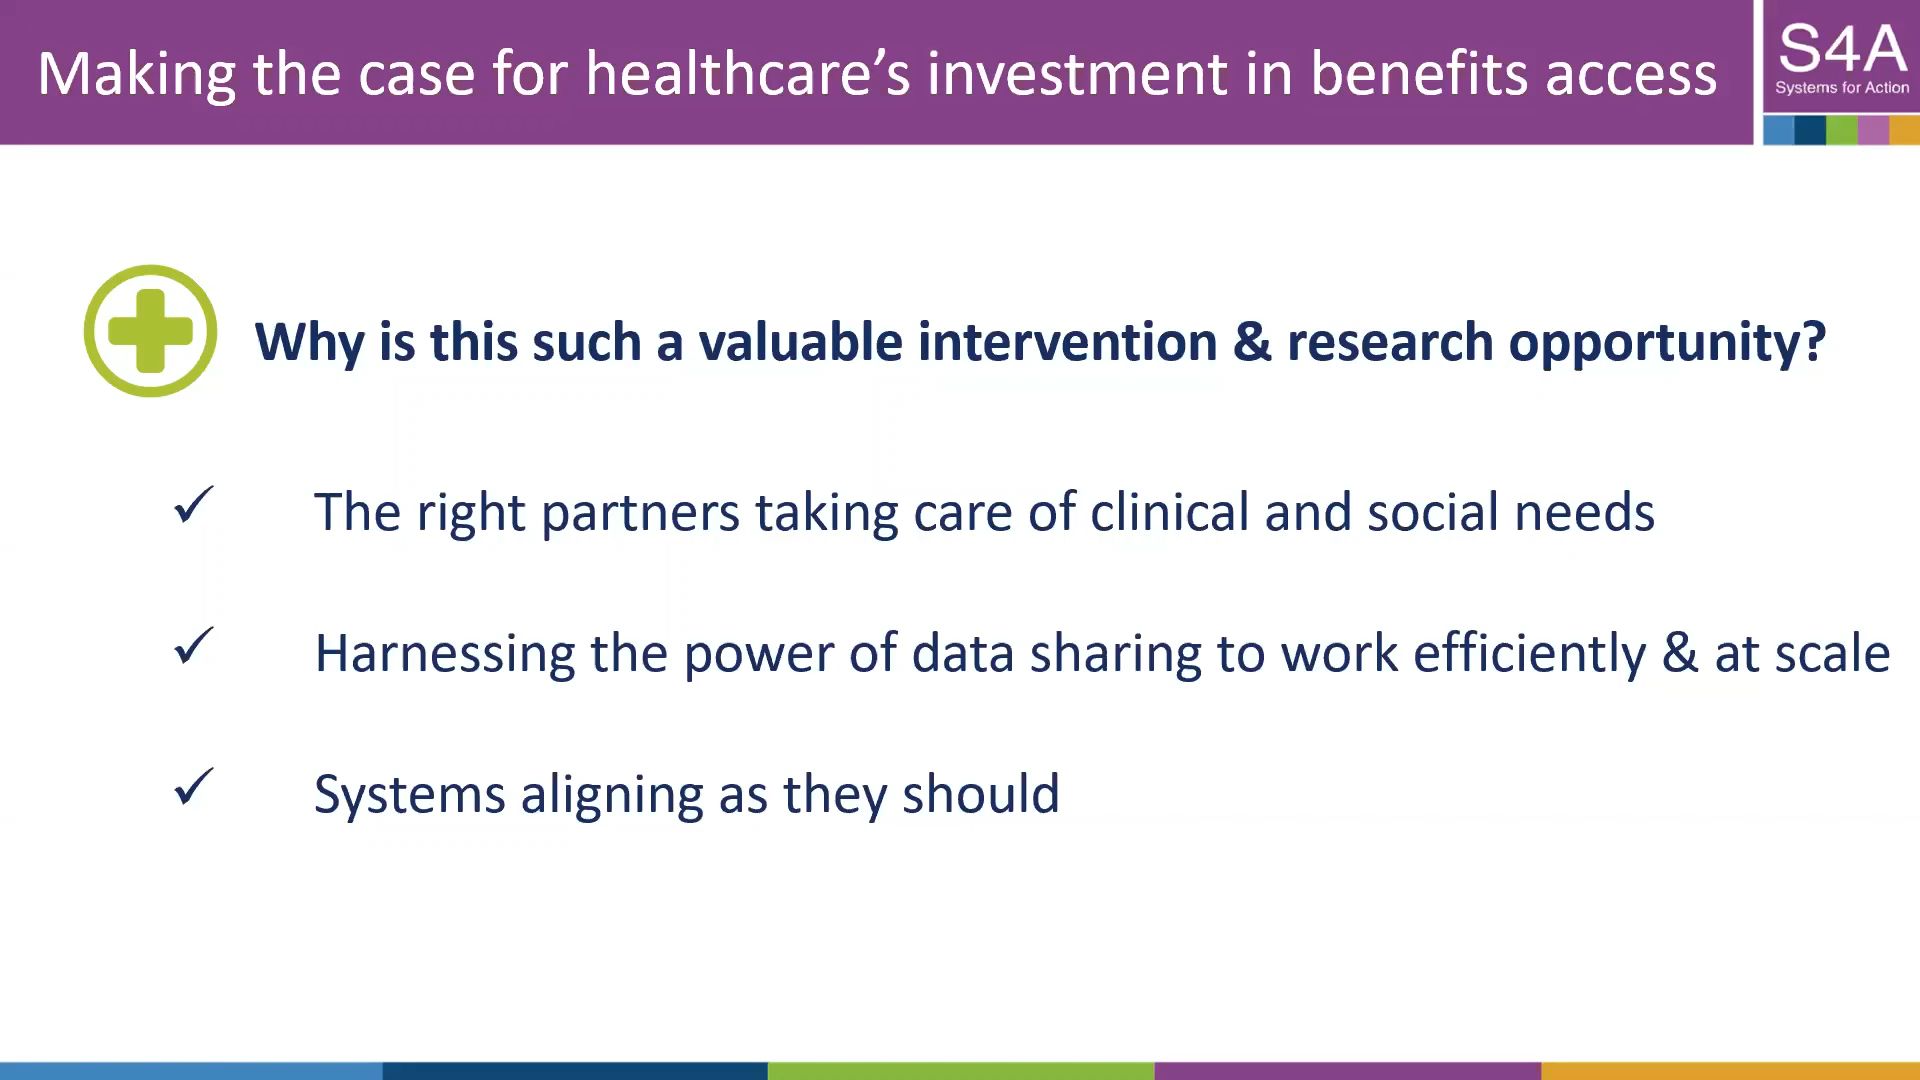 Making the case for healthcare’s investment in benefits access
S4A
Systems for Action
Why is this such a valuable intervention & research opportunity?
✓ The right partners taking care of clinical and social needs
✓ Harnessing the power of data sharing to work efficiently & at scale
✓ Systems aligning as they should